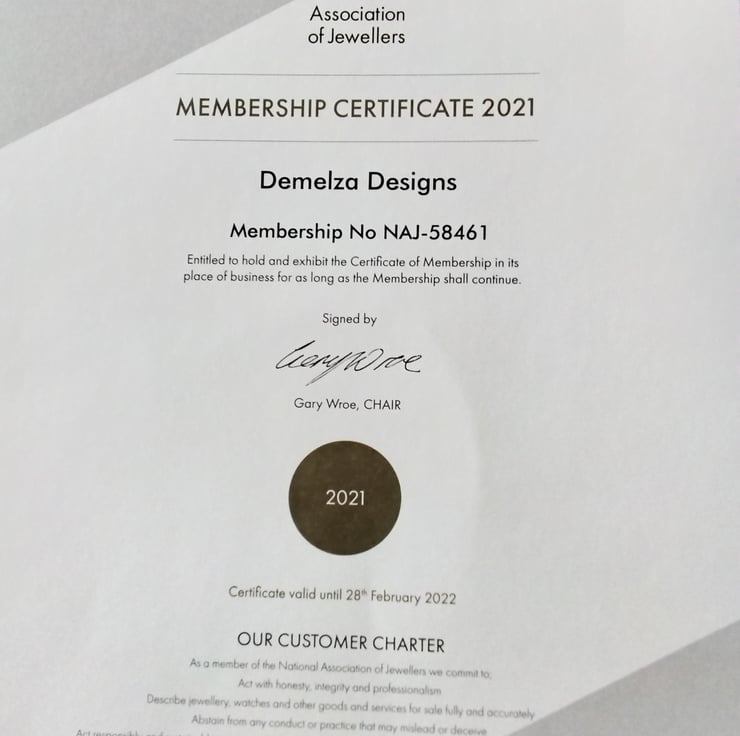 Association
of Jewellers
MEMBERSHIP CERTIFICATE 2021
Demelza Designs
Membership No NAJ-58461
Entitled to hold and exhibit the Certificate of Membership in its
place of business for as long as the Membership shall continue.
Signed by
Gary Wroe
Gary Wroe, CHAIR
2021
Certificate valid until 28th February 2022
OUR CUSTOMER CHARTER
As a member of the National Association of Jewellers we commit to;
Act with honesty, integrity and professionalism
Describe jewellery, watches and other goods and services for sale fully and accurately
Abstain from any conduct or practice that may mislead or deceive